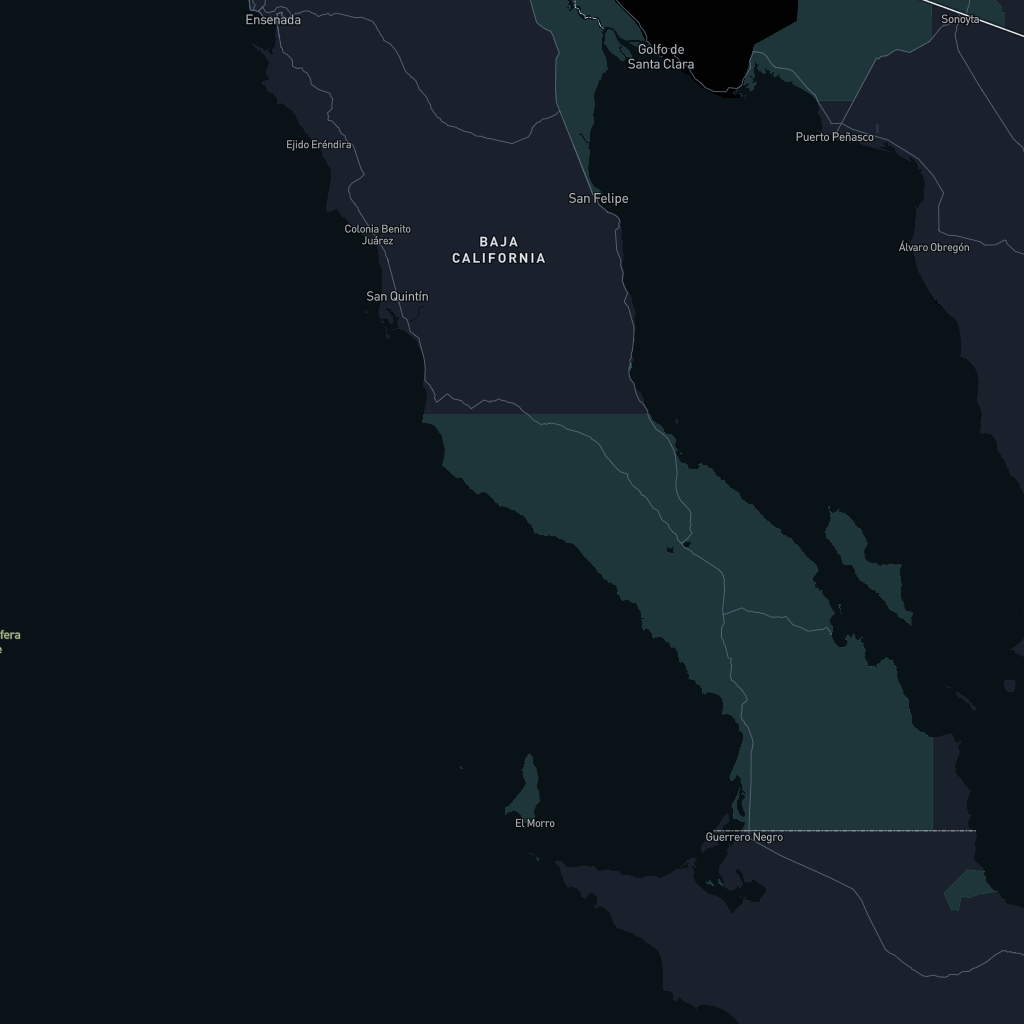 Ensenada
Sonoyta
Golfo de
Santa Clara
Puerto Peñasco
Ejido Eréndira
San Felipe
Colonia Benito
Juárez
BAJA
CALIFORNIA
Álvaro Obregón
San Quintín
fera
e
El Morro
Guerrero Negro